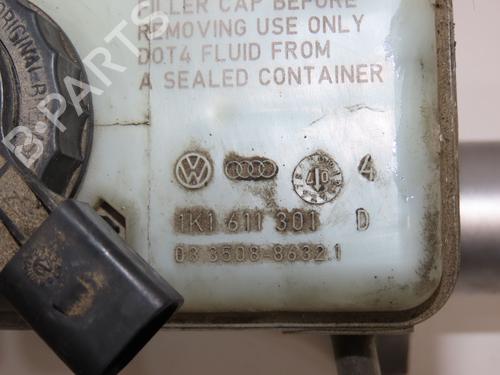 FILLER CAP BEFORE
REMOVING USE ONLY
DOT4 FLUID FROM
A SEALED CONTAINER
ORIGINAL
B-PARTS
4
1K1 611 301 D
03.3508-8632.1